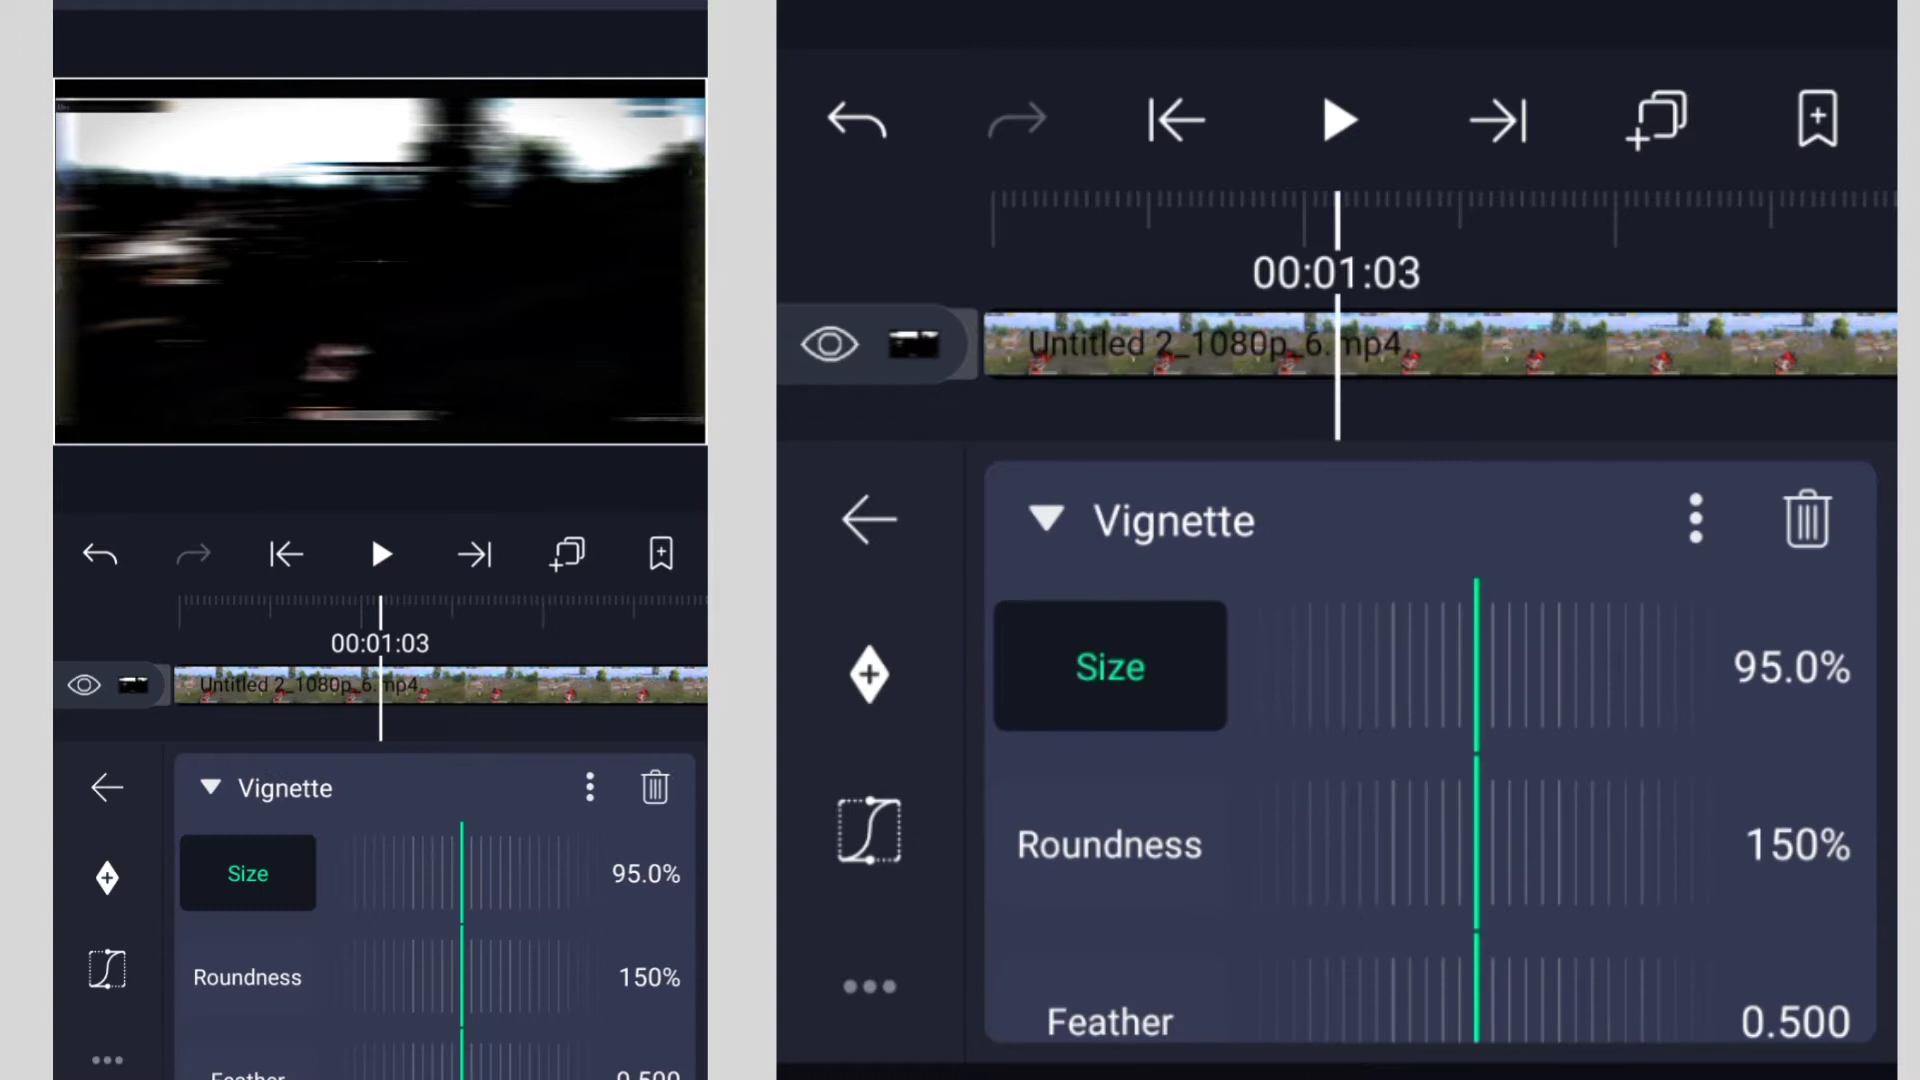 00:01:03
Untitled 2_1080p_6.mp4
Vignette
Size
95.0%
Roundness
150%
Feather
0.500
00:01:03
Untitled 2_1080p_6.mp4
Vignette
Size
95.0%
Roundness
150%
Feather
0.500